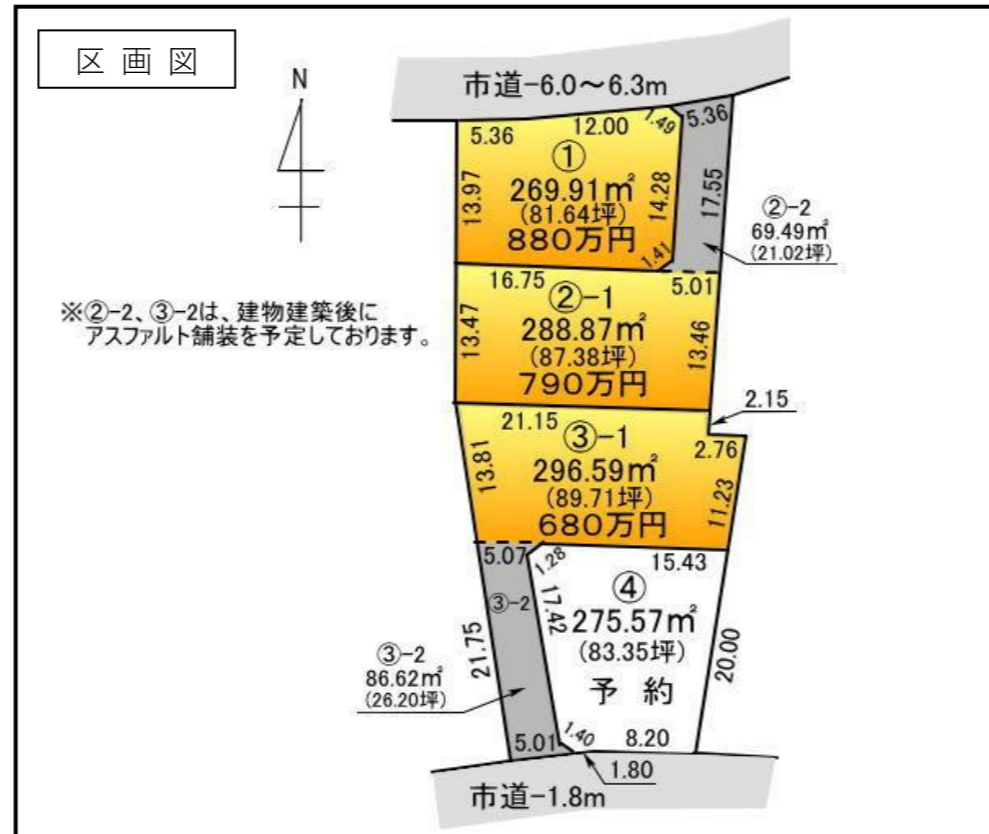 区画図
N
市道-6.0～6.3m
5.36
12.00
1.49
5.36
①
269.91㎡
(81.64坪)
880万円
13.97
14.28
1.41
17.55
②-2
69.49㎡
(21.02坪)
※②-2、③-2は、建物建築後に
アスファルト舗装を予定しております。
16.75
5.01
②-1
288.87㎡
(87.38坪)
790万円
13.47
13.46
2.15
21.15
2.76
③-1
296.59㎡
(89.71坪)
680万円
13.81
11.23
5.07
1.28
15.43
③-2
17.42
④
275.57㎡
(83.35坪)
予約
21.75
20.00
③-2
86.62㎡
(26.20坪)
5.01
1.40
8.20
1.80
市道-1.8m